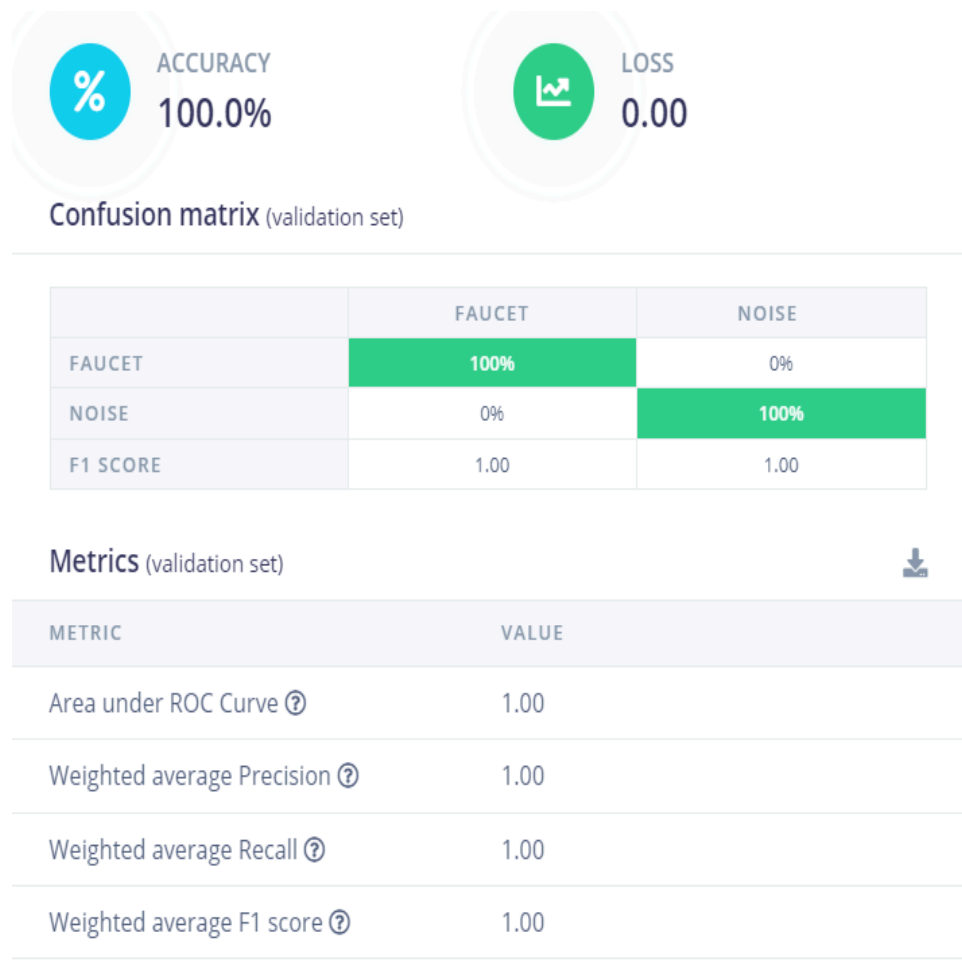 ACCURACY
100.0%
LOSS
0.00
Confusion matrix (validation set)
FAUCET NOISE
FAUCET 100% 0%
NOISE 0% 100%
F1 SCORE 1.00 1.00
Metrics (validation set)
METRIC VALUE
Area under ROC Curve ? 1.00
Weighted average Precision ? 1.00
Weighted average Recall ? 1.00
Weighted average F1 score ? 1.00